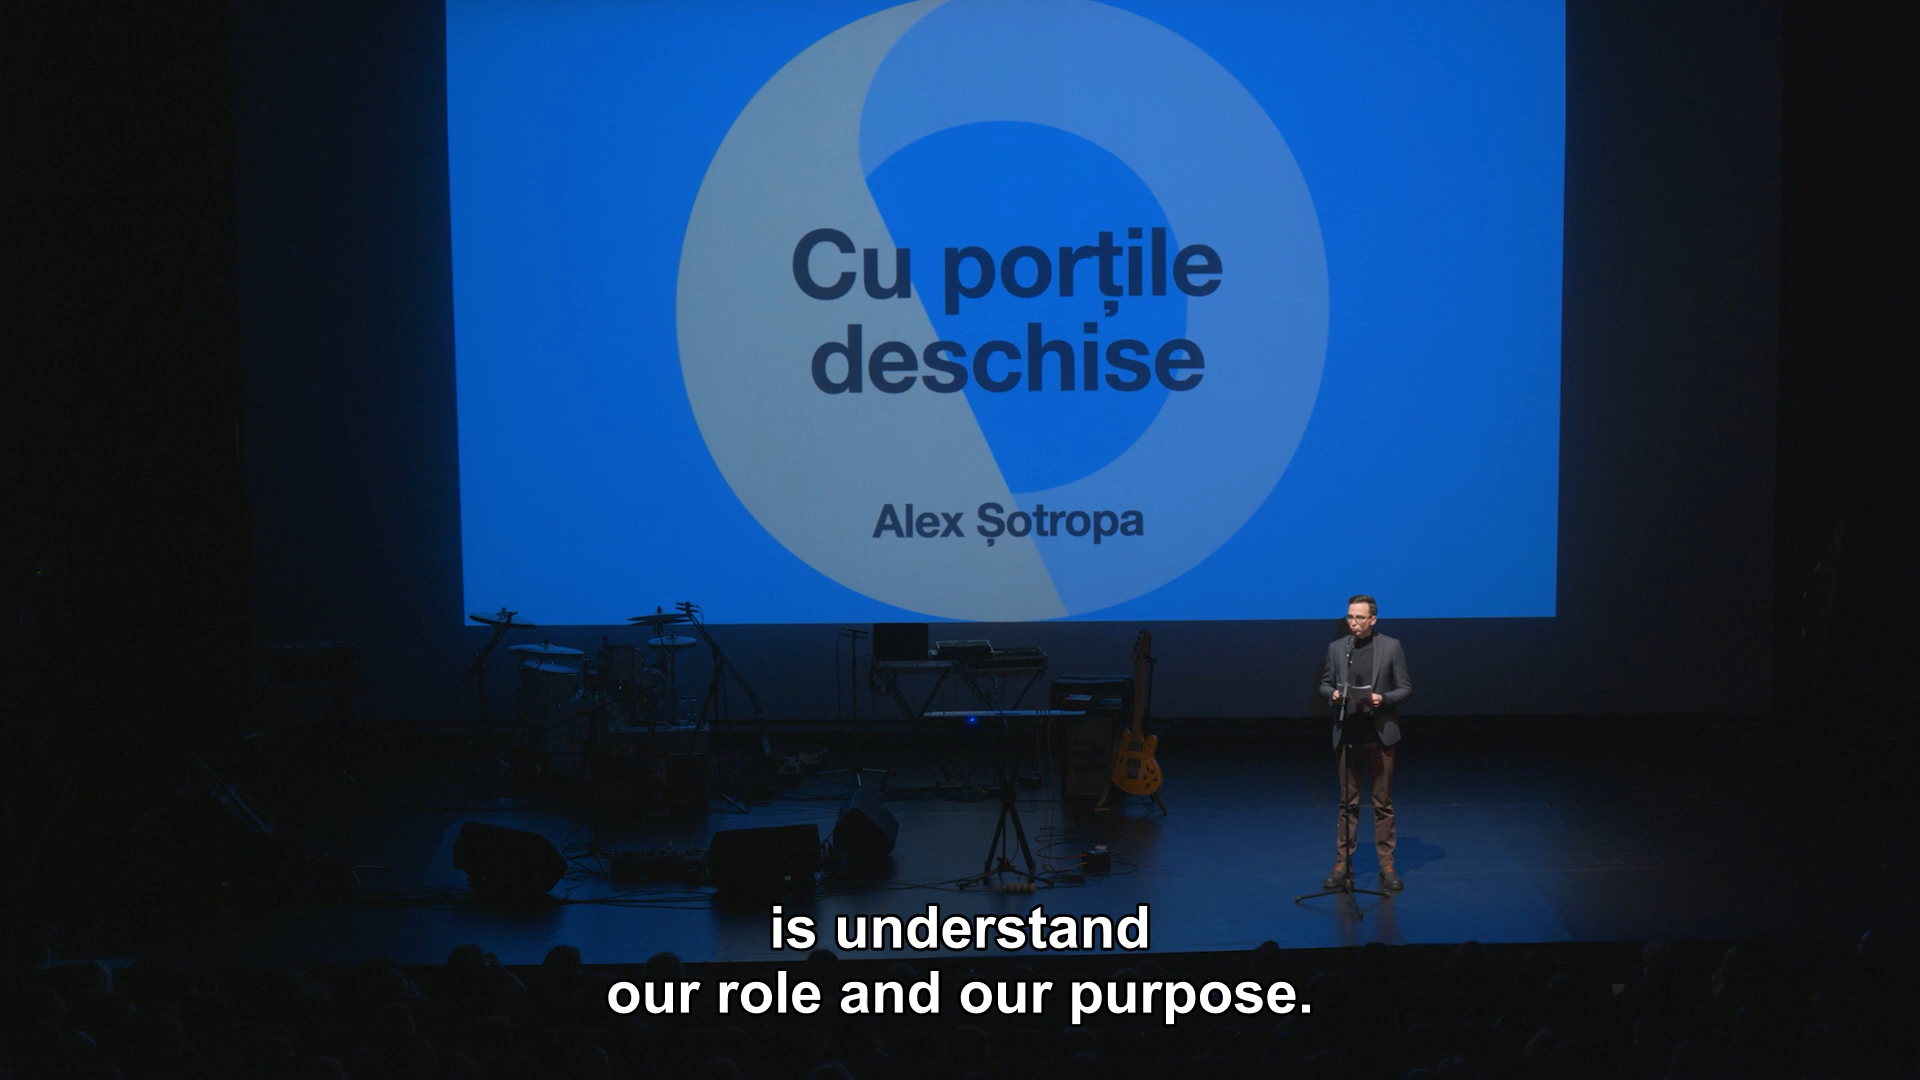 Cu porțile
deschise
Alex Șotropa
is understand
our role and our purpose.